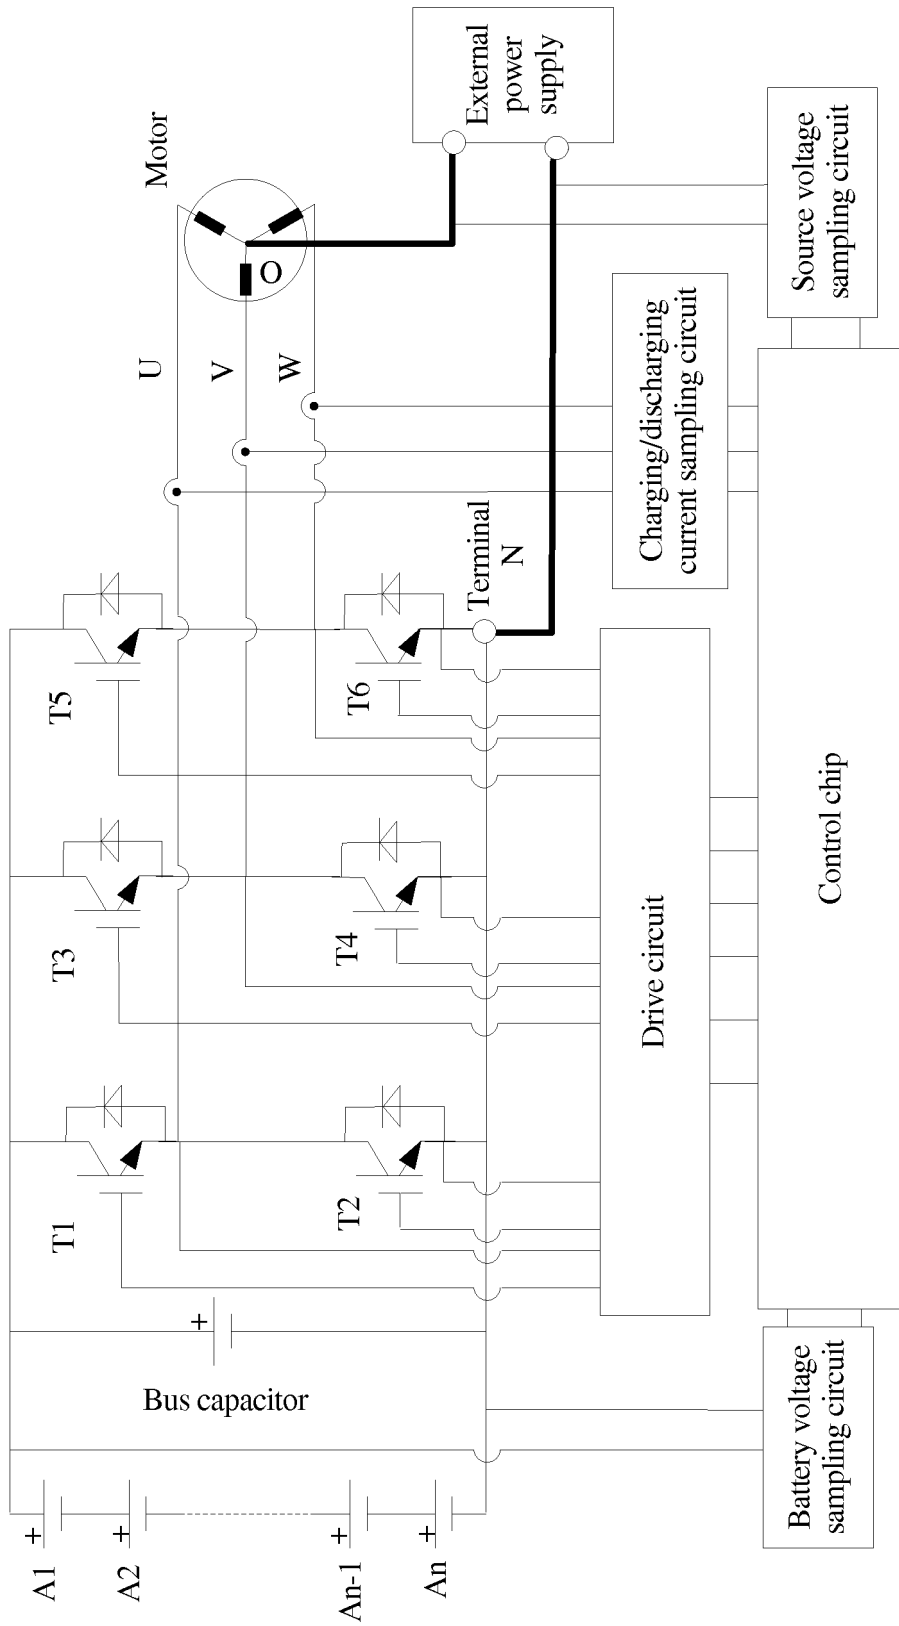 A1
A2
An-1
An
+
+
+
+
Bus capacitor
+
T1
T3
T5
T2
T4
T6
U
V
W
Motor
O
Terminal
N
External
power
supply
Drive circuit
Charging/discharging
current sampling circuit
Battery voltage
sampling circuit
Control chip
Source voltage
sampling circuit